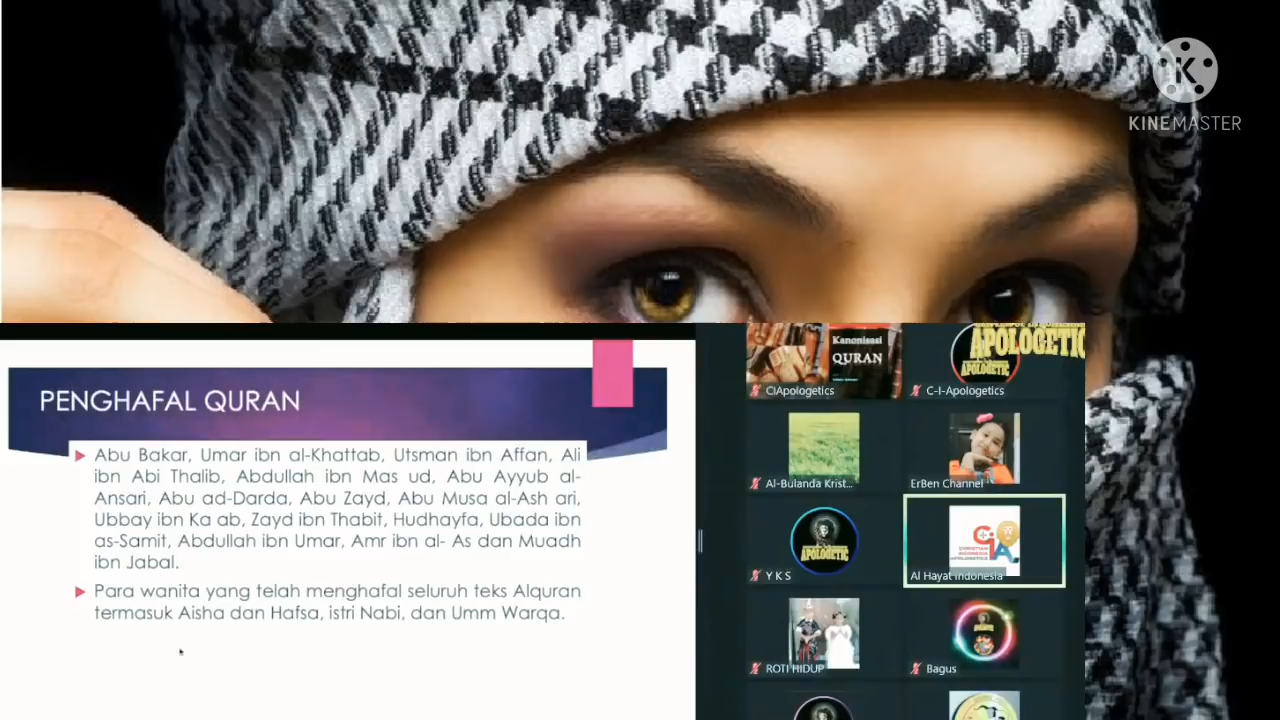 KINEMASTER
PENGHAFAL QURAN
Abu Bakar, Umar ibn al-Khattab, Utsman ibn Affan, Ali
ibn Abi Thalib, Abdullah ibn Mas ud, Abu Ayyub al-
Ansari, Abu ad-Darda, Abu Zayd, Abu Musa al-Ash ari,
Ubbay ibn Ka ab, Zayd ibn Thabit, Hudhayfa, Ubada ibn
as-Samit, Abdullah ibn Umar, Amr ibn al- As dan Muadh
ibn Jabal.
Para wanita yang telah menghafal seluruh teks Alquran
termasuk Aisha dan Hafsa, istri Nabi, dan Umm Warqa.
Kanonisasi
QURAN
CIApologetics
APOLOGETIC
APOLOGETIC
C-I-Apologetics
Al-Bulanda Krist...
ErBen Channel
APOLOGETIC
Y K S
CIA
CHRISTIAN
INDONESIA
Al Hayat Indonesia
ROTI HIDUP
Bagus